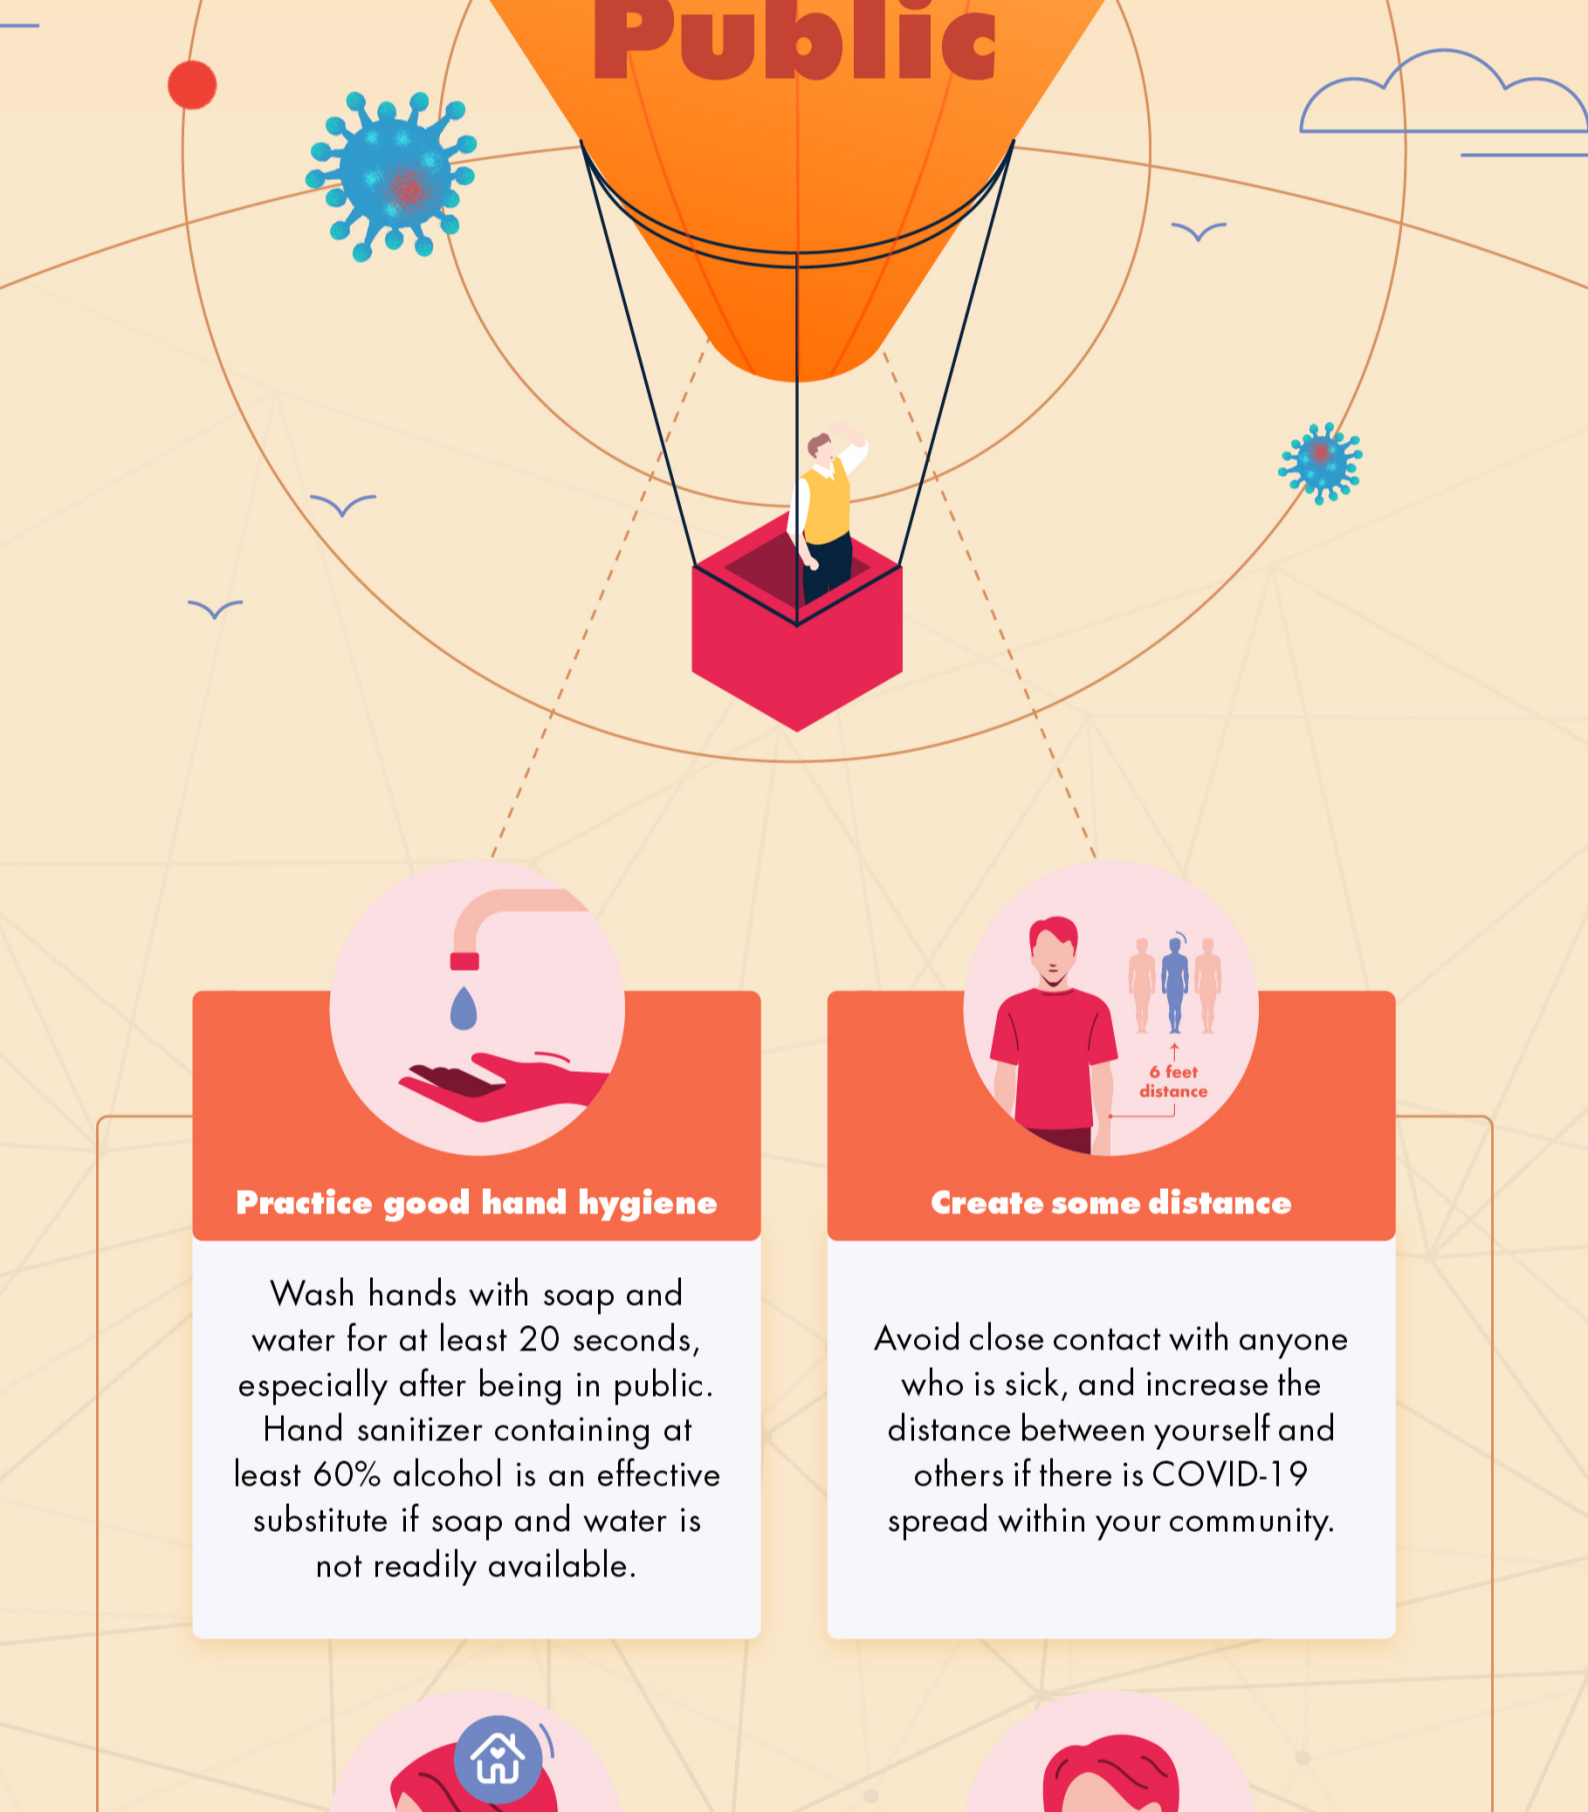 Public
6 feet
distance
Practice good hand hygiene
Wash hands with soap and
water for at least 20 seconds,
especially after being in public.
Hand sanitizer containing at
least 60% alcohol is an effective
substitute if soap and water is
not readily available.
Create some distance
Avoid close contact with anyone
who is sick, and increase the
distance between yourself and
others if there is COVID-19
spread within your community.